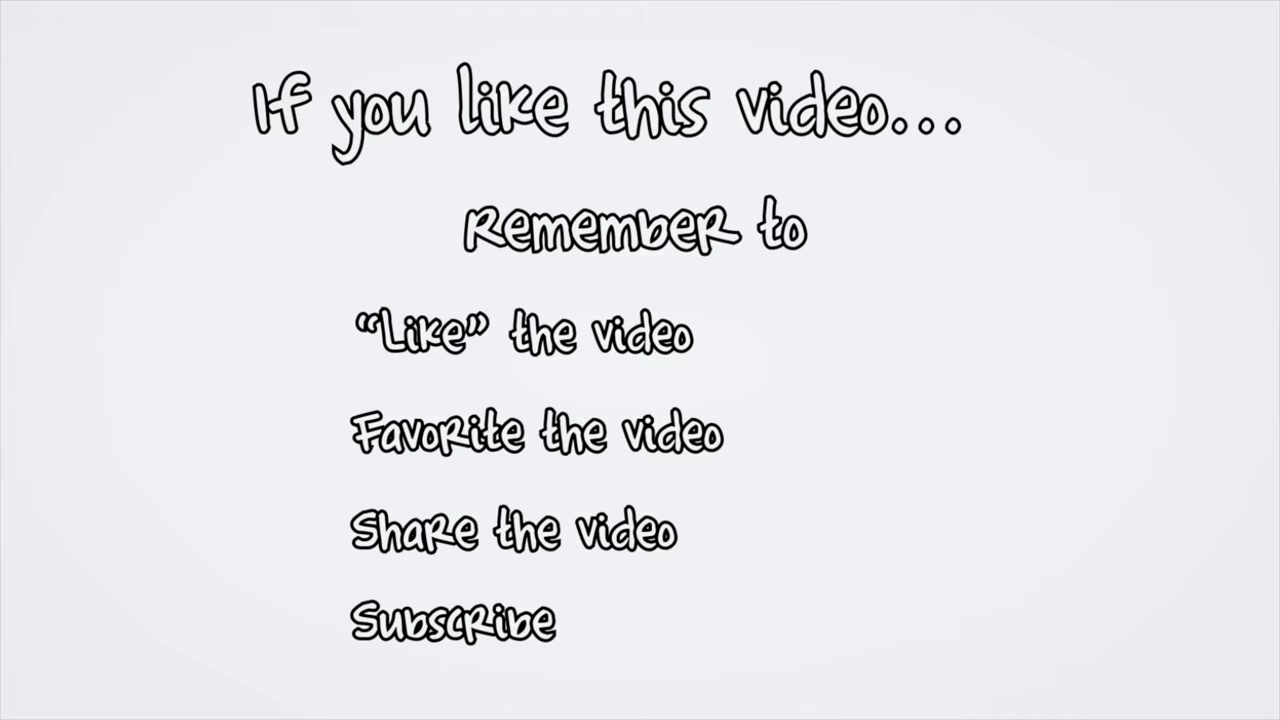 If you like this video...
Remember to
“Like” the video
Favorite the video
Share the video
Subscribe